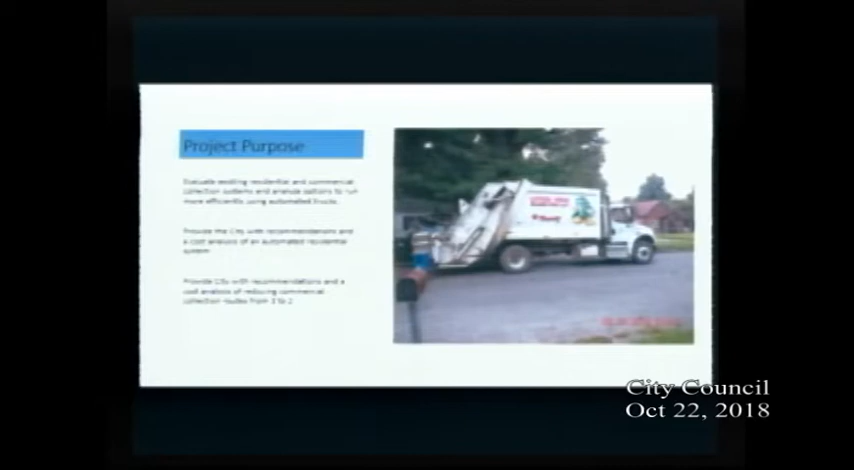 Project Purpose
Evaluate existing residential and commercial
collection systems and analyze options to run
more efficiently using automated trucks.
Provide the City with recommendations and
a cost analysis of an automated residential
system
Provide City with recommendations and a
cost analysis of reducing commercial
collection routes from 3 to 2
City Council
Oct 22, 2018